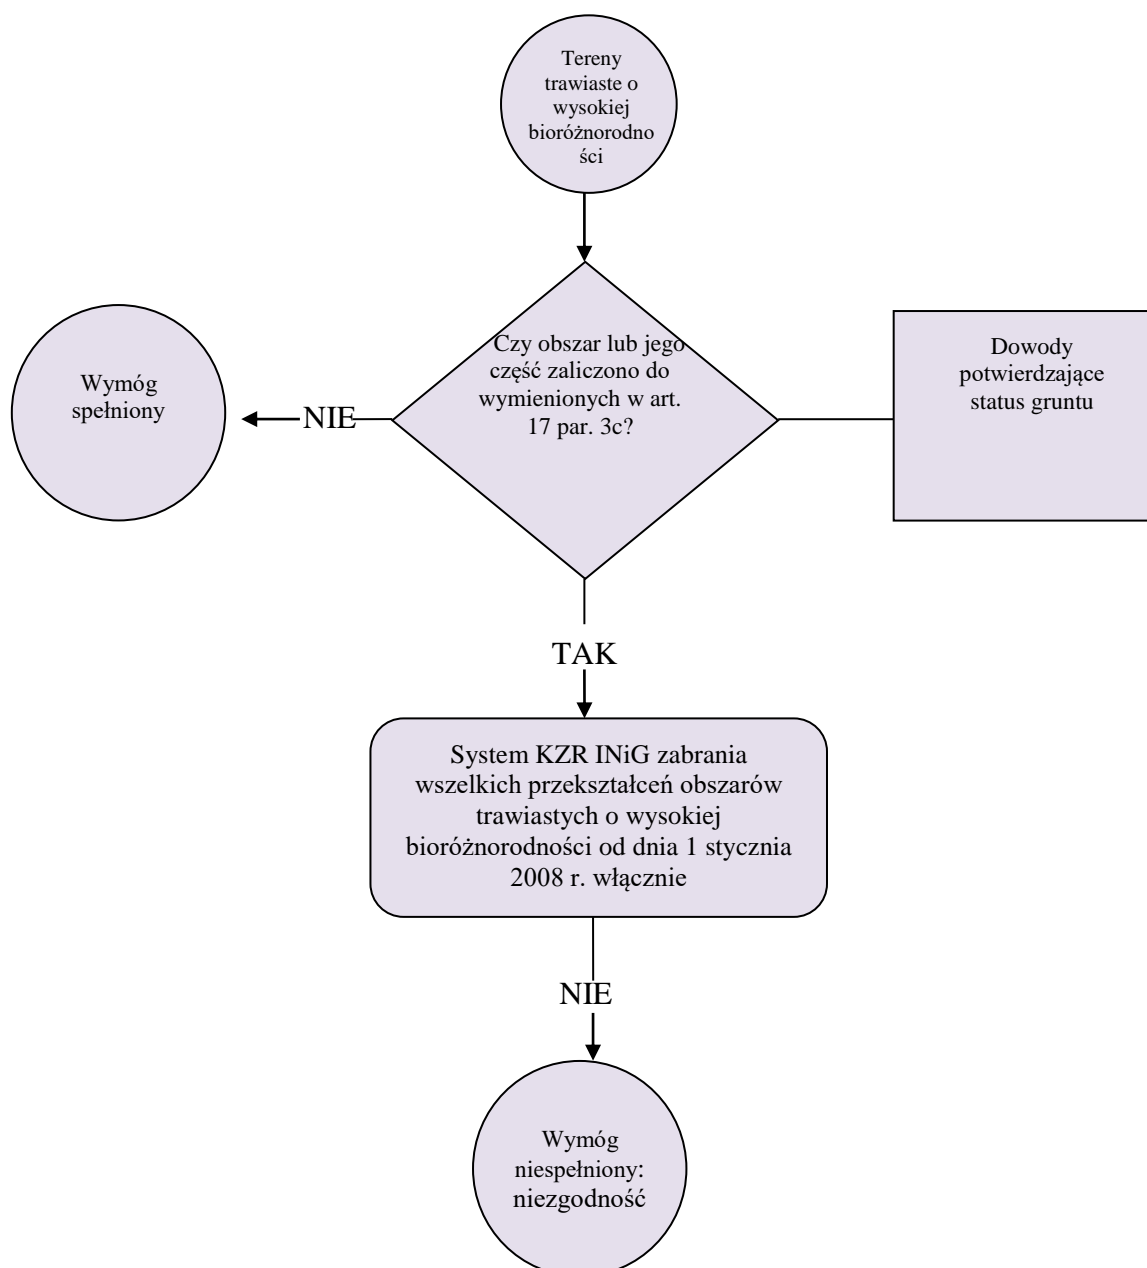 Tereny
trawiaste o
wysokiej
bioróżnorodno
ści
Czy obszar lub jego
część zaliczono do
wymienionych w art.
17 par. 3c?
Dowody
potwierdzające
status gruntu
Wymóg
spełniony
NIE
TAK
System KZR INiG zabrania
wszelkich przekształceń obszarów
trawiastych o wysokiej
bioróżnorodności od dnia 1 stycznia
2008 r. włącznie
NIE
Wymóg
niespełniony:
niezgodność